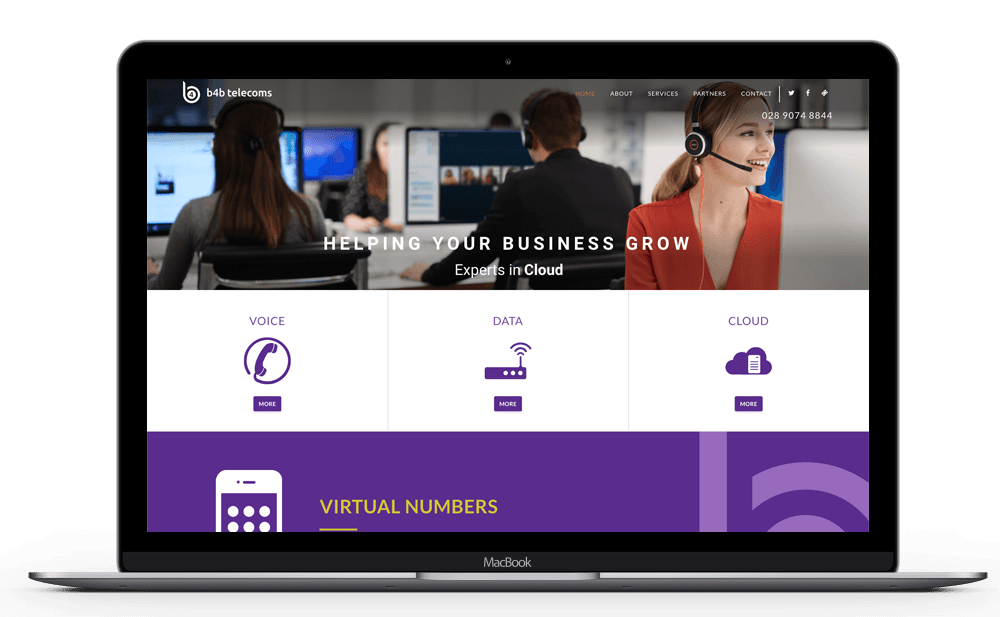 b4b telecoms
HOME ABOUT SERVICES PARTNERS CONTACT
028 9074 8844
HELPING YOUR BUSINESS GROW
Experts in Cloud
VOICE DATA CLOUD
MORE MORE MORE
VIRTUAL NUMBERS
MacBook